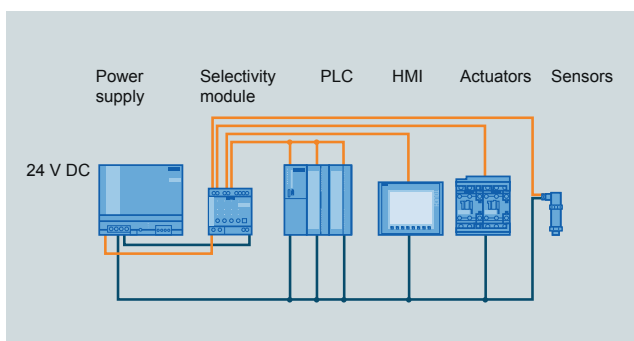 Power supply
Selectivity module
PLC
HMI
Actuators
Sensors
24 V DC